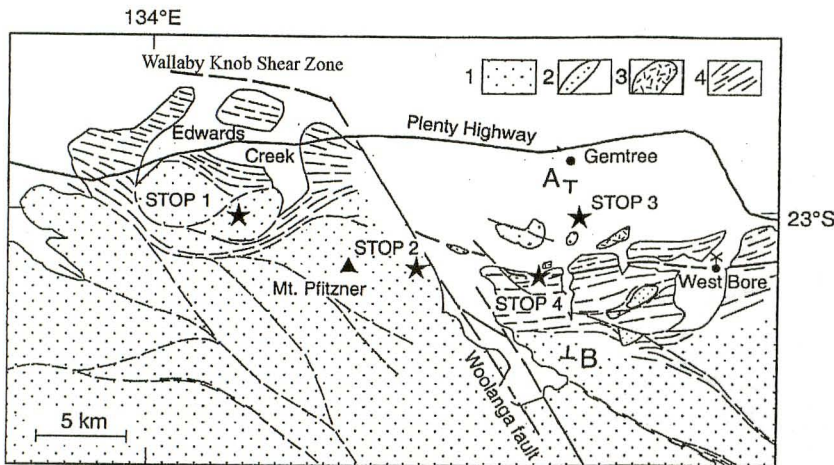 134°E
Wallaby Knob Shear Zone
1 2 3 4
Edwards
Creek
Plenty Highway
Gemtree
A
STOP 1
STOP 3
23°S
STOP 2
Mt. Pfitzner
STOP 4
West Bore
B
Woolanga fault
5 km